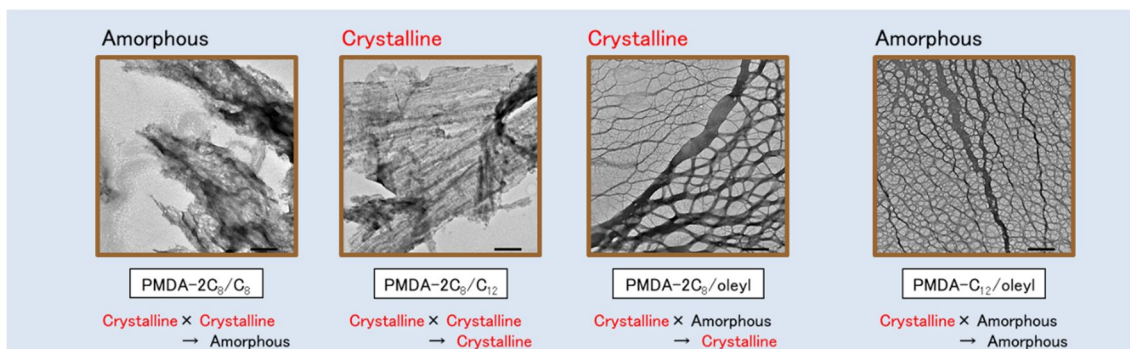 Amorphous
Crystalline
Crystalline
Amorphous
PMDA-2C₈/C₈
PMDA-2C₈/C₁₂
PMDA-2C₈/oleyl
PMDA-C₁₂/oleyl
Crystalline × Crystalline
→ Amorphous
Crystalline × Crystalline
→ Crystalline
Crystalline × Amorphous
→ Crystalline
Crystalline × Amorphous
→ Amorphous